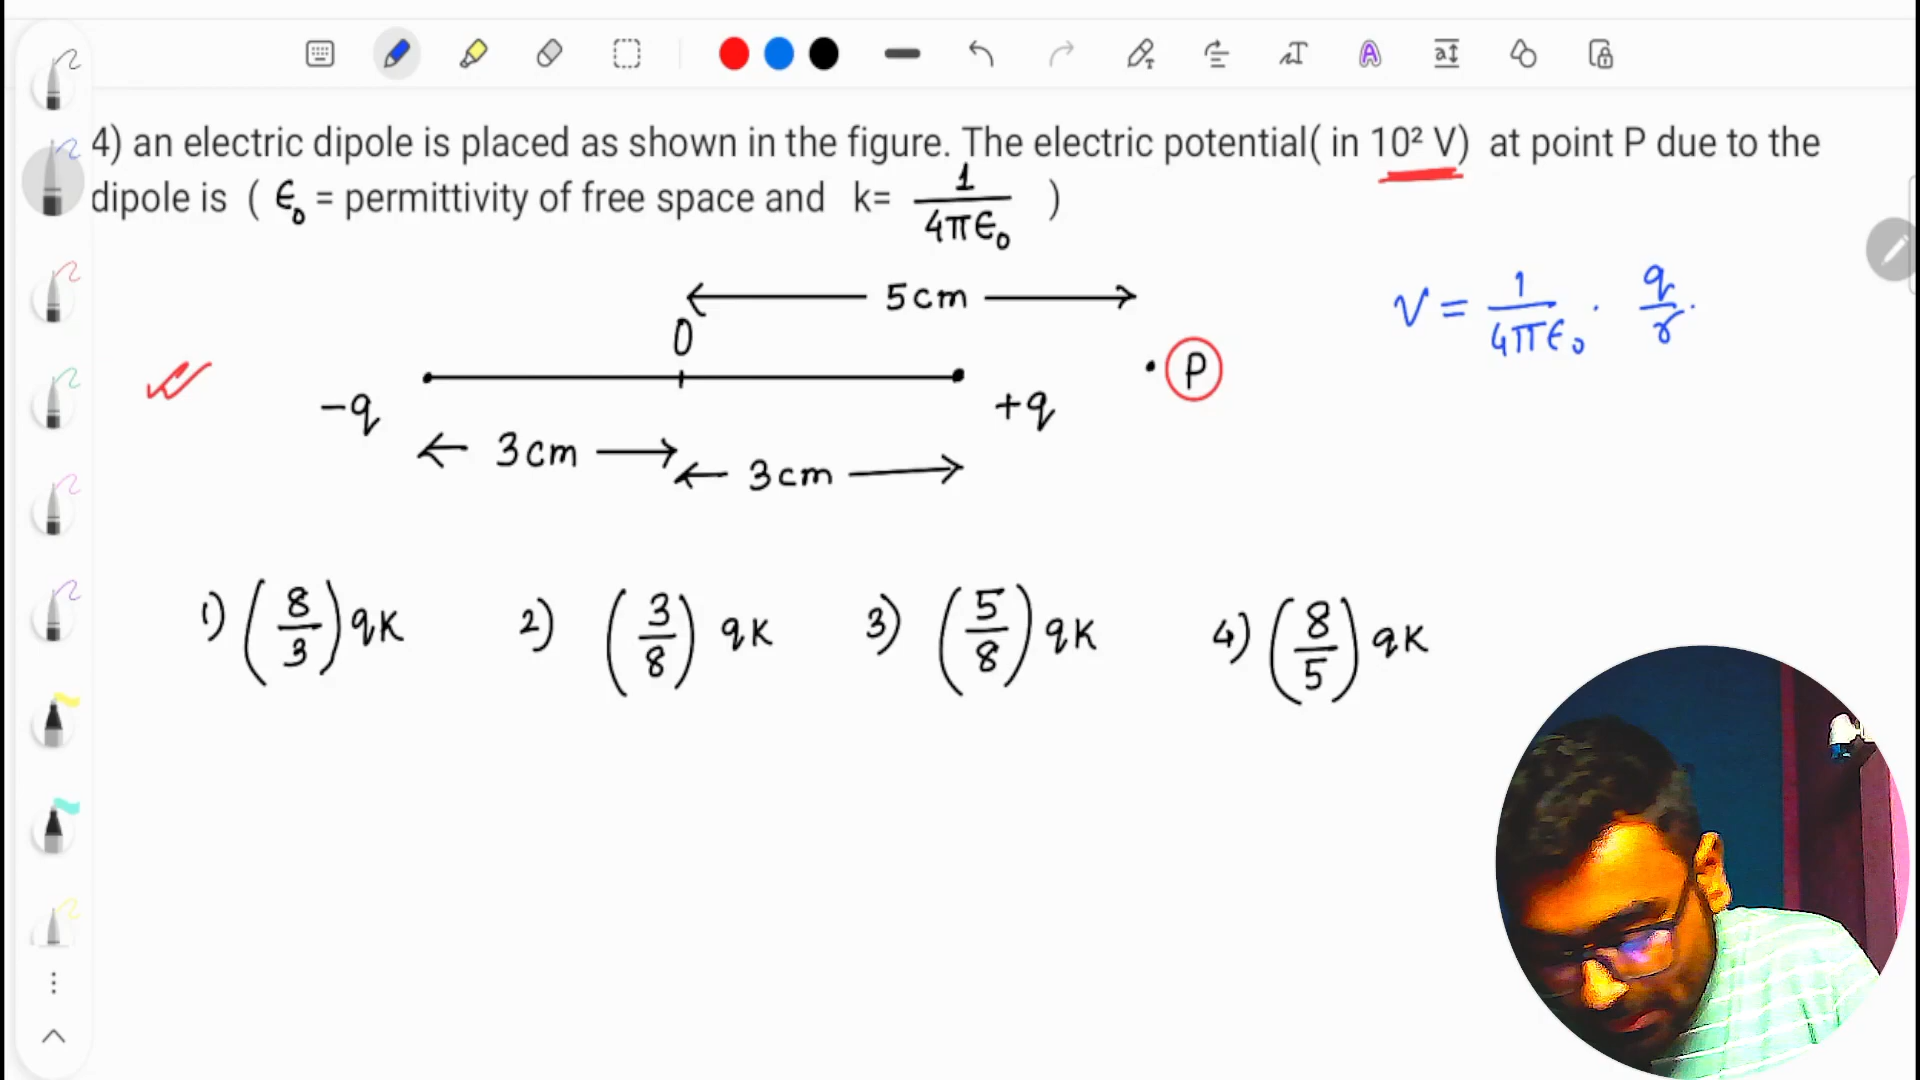 4) an electric dipole is placed as shown in the figure. The electric potential( in 10² V) at point P due to the
dipole is ( ϵ₀ = permittivity of free space and k= 1/4πϵ₀ )
5cm
V = 1/4πϵ₀ · q/r
O
P
-q
+q
3cm
3cm
1) (8/3) qK 2) (3/8) qK 3) (5/8) qK 4) (8/5) qK